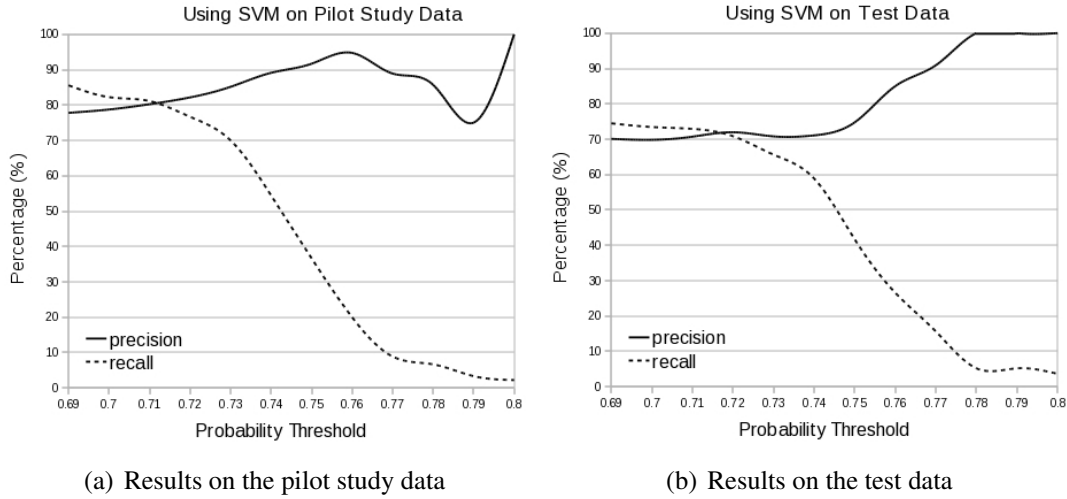 Using SVM on Pilot Study Data
100
90
80
70
60
50
40
30
20
10
0
Percentage (%)
precision
recall
0.69 0.7 0.71 0.72 0.73 0.74 0.75 0.76 0.77 0.78 0.79 0.8
Probability Threshold
(a) Results on the pilot study data
Using SVM on Test Data
100
90
80
70
60
50
40
30
20
10
0
Percentage (%)
precision
recall
0.69 0.7 0.71 0.72 0.73 0.74 0.75 0.76 0.77 0.78 0.79 0.8
Probability Threshold
(b) Results on the test data